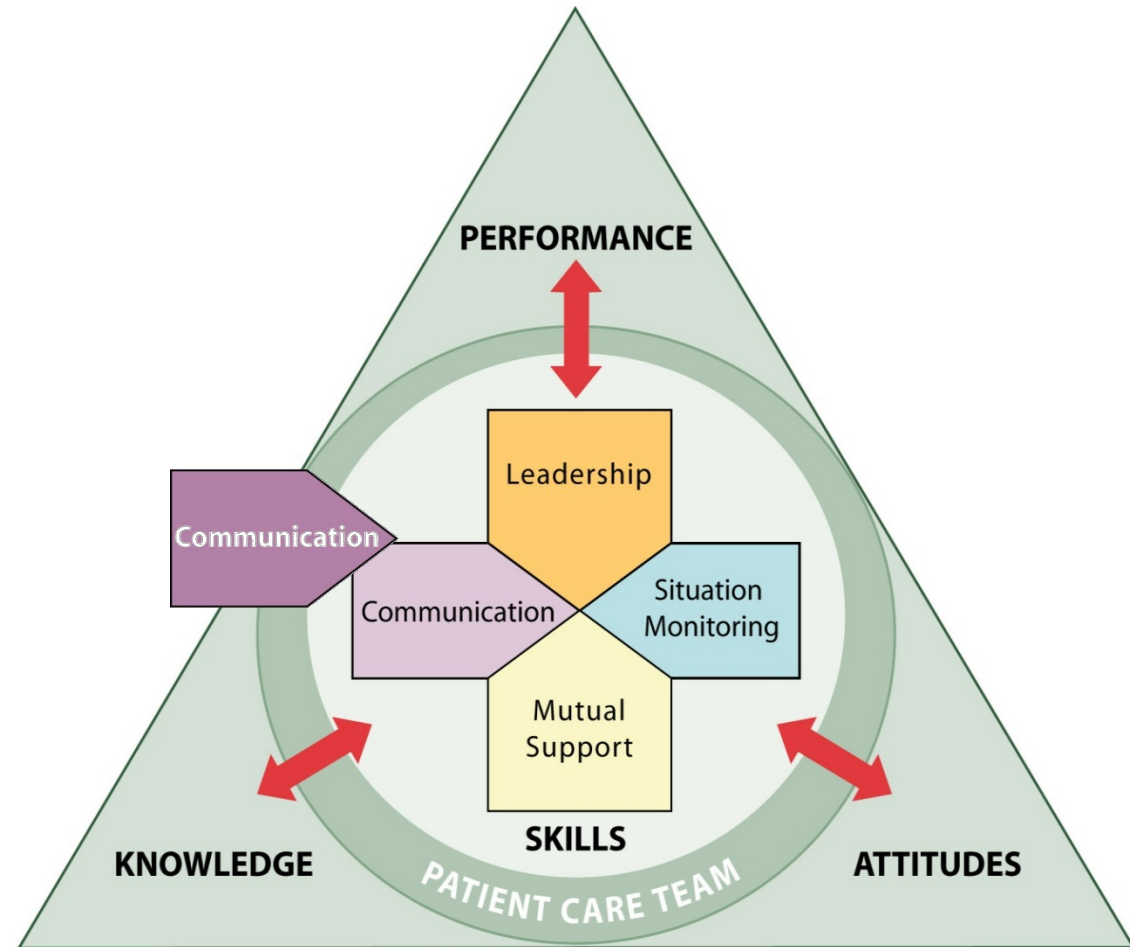 PERFORMANCE
Leadership
Communication
Communication
Situation
Monitoring
Mutual
Support
SKILLS
KNOWLEDGE
ATTITUDES
PATIENT CARE TEAM